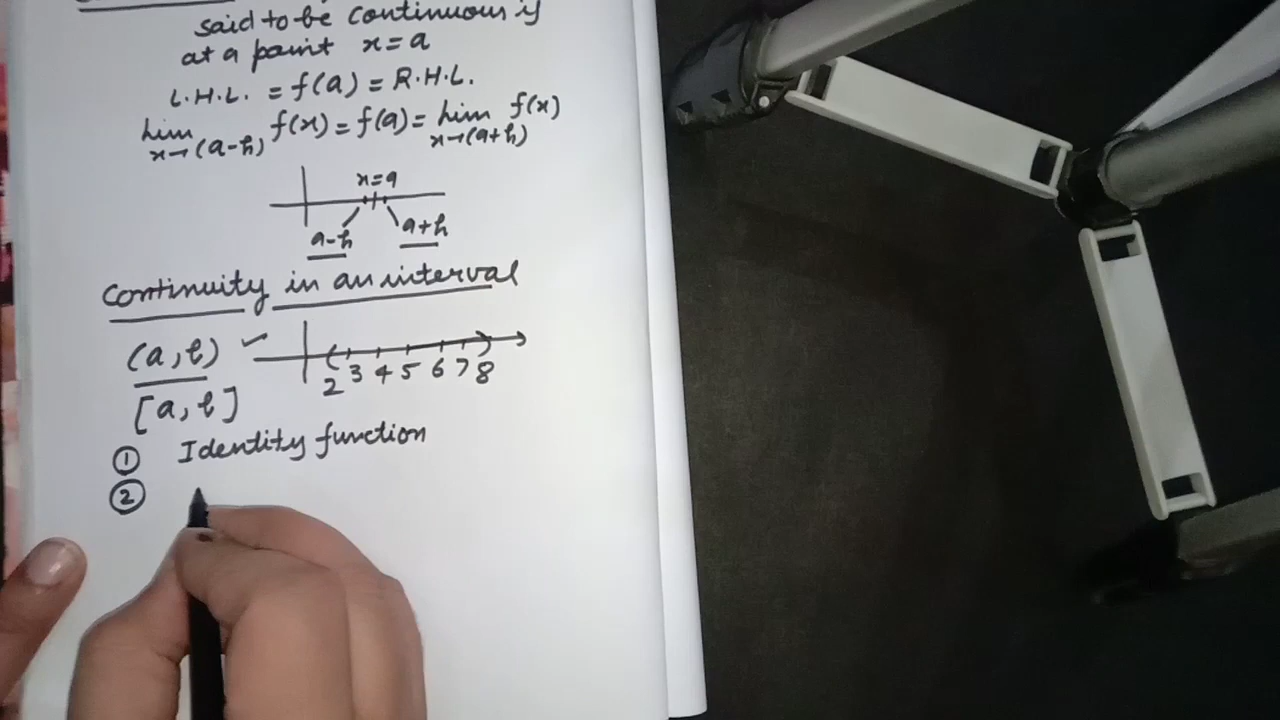 said to be continuous if
at a point x = a
L.H.L. = f(a) = R.H.L.
lim x→(a-h) f(x) = f(a) = lim x→(a+h) f(x)
x=a
a-h a+h
Continuity in an interval
(a, b) ✓
2 3 4 5 6 7 8
[a, b]
① Identity function
②